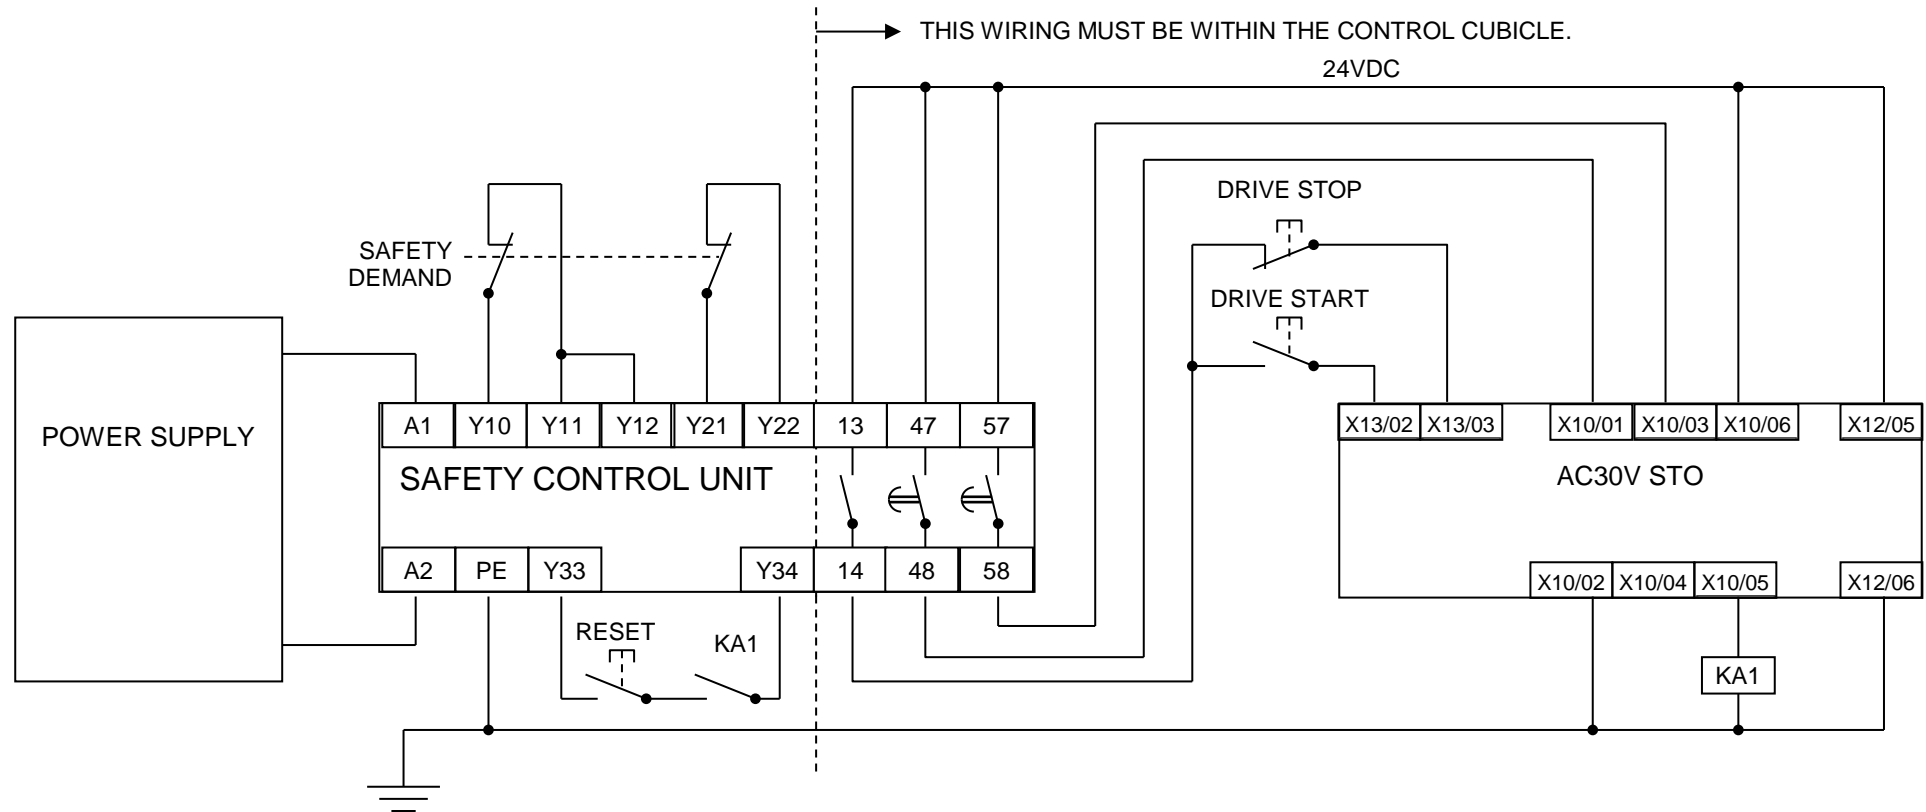 THIS WIRING MUST BE WITHIN THE CONTROL CUBICLE.
24VDC
DRIVE STOP
SAFETY
DEMAND
DRIVE START
POWER SUPPLY
A1 Y10 Y11 Y12 Y21 Y22 13 47 57
X13/02 X13/03 X10/01 X10/03 X10/06 X12/05
SAFETY CONTROL UNIT
AC30V STO
A2 PE Y33 Y34 14 48 58
X10/02 X10/04 X10/05 X12/06
RESET
KA1
KA1